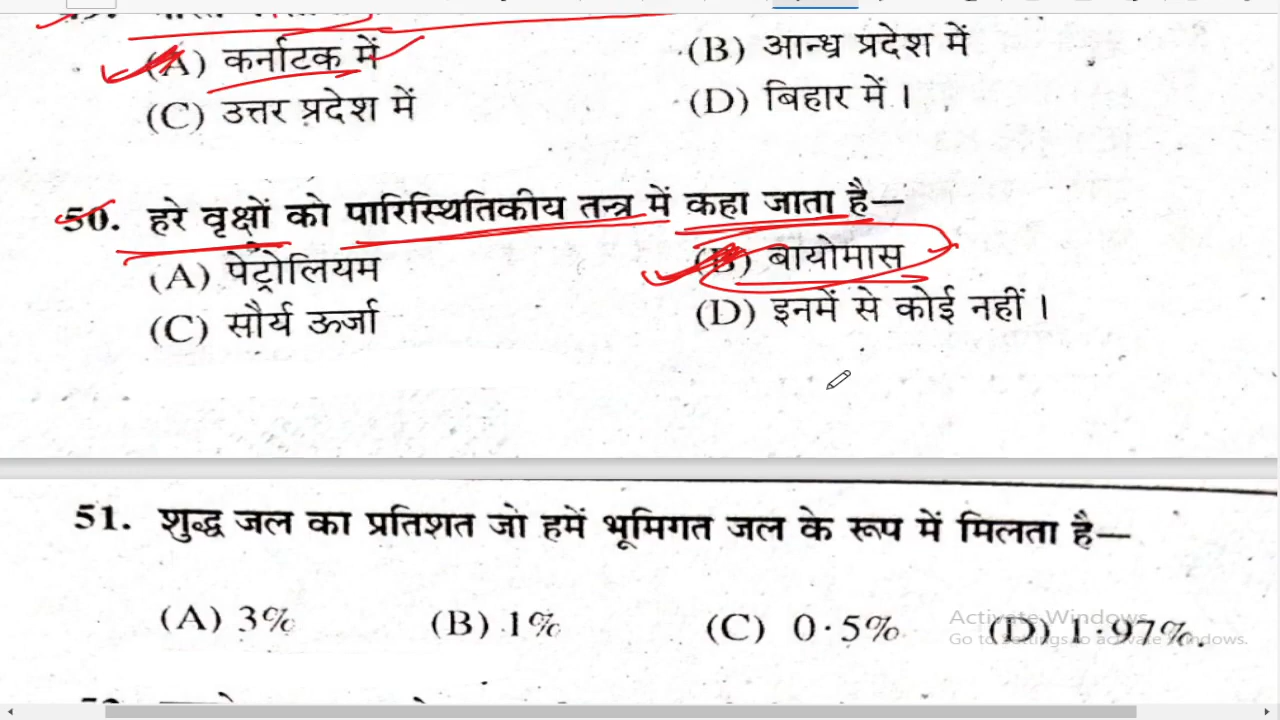 (A) कर्नाटक में
(B) आन्ध्र प्रदेश में
(C) उत्तर प्रदेश में
(D) बिहार में ।
50. हरे वृक्षों को पारिस्थितिकीय तन्त्र में कहा जाता है—
(A) पेट्रोलियम
(B) बायोमास
(C) सौर्य ऊर्जा
(D) इनमें से कोई नहीं ।
51. शुद्ध जल का प्रतिशत जो हमें भूमिगत जल के रूप में मिलता है—
(A) 3%
(B) 1%
(C) 0·5%
(D) 1·97%.
Activate Windows
Go to Settings to activate Windows.